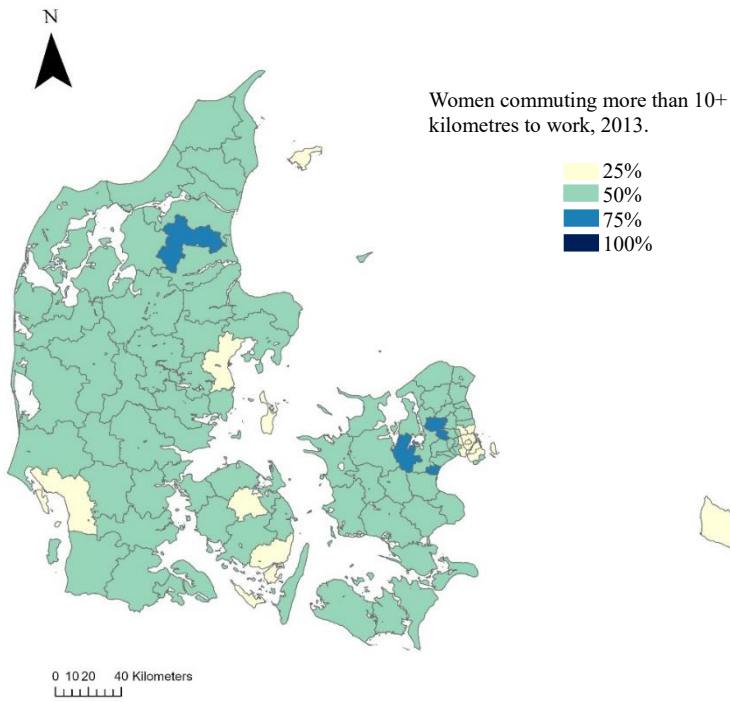 N
Women commuting more than 10+
kilometres to work, 2013.
25%
50%
75%
100%
0 10 20 40 Kilometers